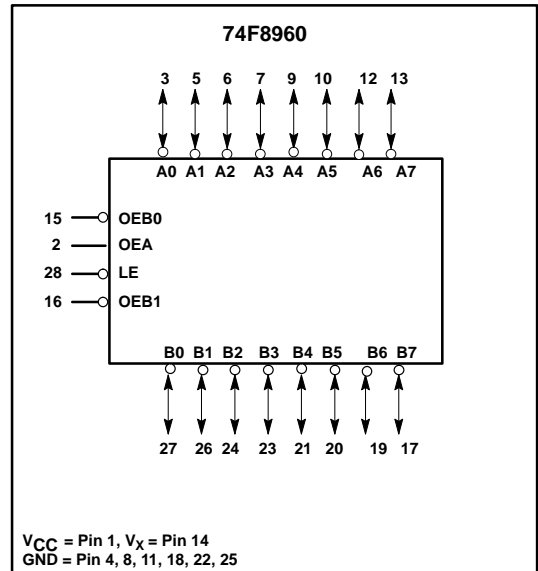 74F8960
3 5 6 7 9 10 12 13
A0 A1 A2 A3 A4 A5 A6 A7
15 OEB0
2 OEA
28 LE
16 OEB1
B0 B1 B2 B3 B4 B5 B6 B7
27 26 24 23 21 20 19 17
VCC = Pin 1, VX = Pin 14
GND = Pin 4, 8, 11, 18, 22, 25